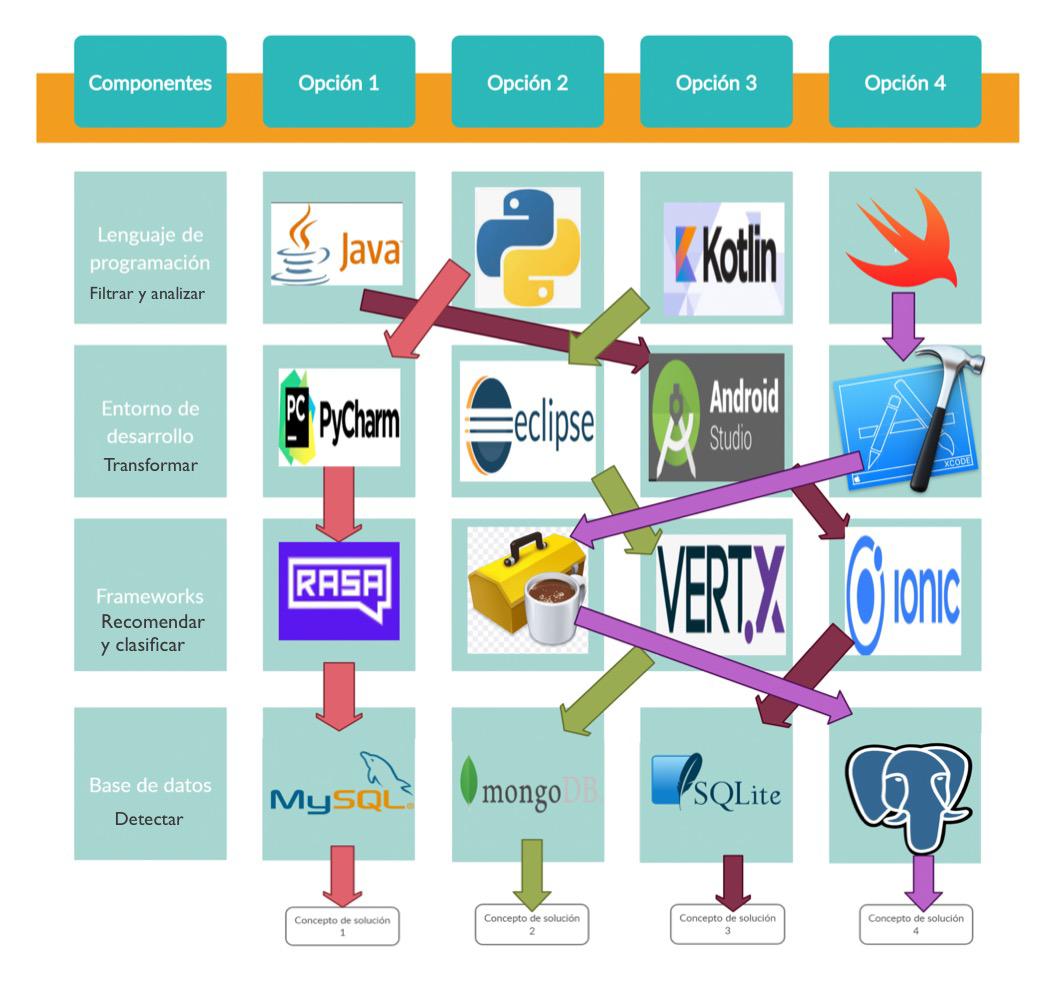 Componentes
Opción 1
Opción 2
Opción 3
Opción 4
Lenguaje de
programación
Filtrar y analizar
Java
Kotlin
Entorno de
desarrollo
Transformar
PC
PyCharm
eclipse
Android
Studio
XCODE
Frameworks
Recomendar
y clasificar
RASA
VERT.X
IONIC
Base de datos
Detectar
MySQL®
mongoDB
SQLite
Concepto de solución
1
Concepto de solución
2
Concepto de solución
3
Concepto de solución
4